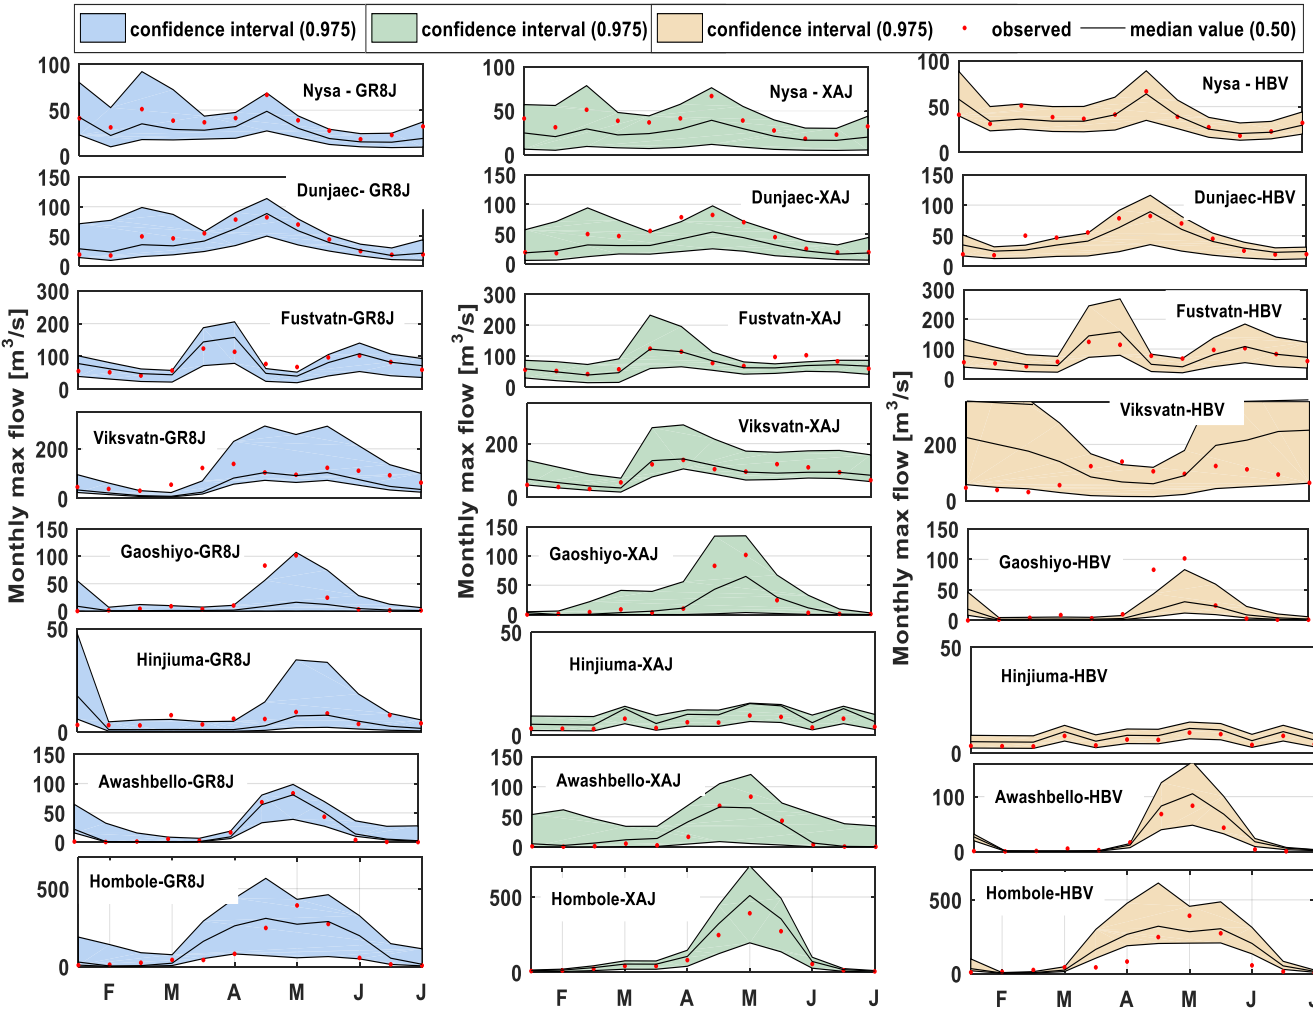 confidence interval (0.975) confidence interval (0.975) confidence interval (0.975) observed median value (0.50)
Monthly max flow [m³/s]
Monthly max flow [m³/s]
Monthly max flow [m³/s]
100
50
0
Nysa - GR8J
100
50
0
Nysa - XAJ
100
50
0
Nysa - HBV
150
100
50
0
Dunjaec- GR8J
150
100
50
0
Dunjaec-XAJ
150
100
50
0
Dunjaec-HBV
300
200
100
0
Fustvatn-GR8J
300
200
100
0
Fustvatn-XAJ
300
200
100
0
Fustvatn-HBV
200
0
Viksvatn-GR8J
200
0
Viksvatn-XAJ
200
0
Viksvatn-HBV
150
100
50
0
Gaoshiyo-GR8J
150
100
50
0
Gaoshiyo-XAJ
150
100
50
0
Gaoshiyo-HBV
50
0
Hinjiuma-GR8J
50
0
Hinjiuma-XAJ
50
0
Hinjiuma-HBV
150
100
50
0
Awashbello-GR8J
150
100
50
0
Awashbello-XAJ
100
0
Awashbello-HBV
500
0
Hombole-GR8J
500
0
Hombole-XAJ
500
0
Hombole-HBV
F M A M J J
F M A M J J
F M A M J J